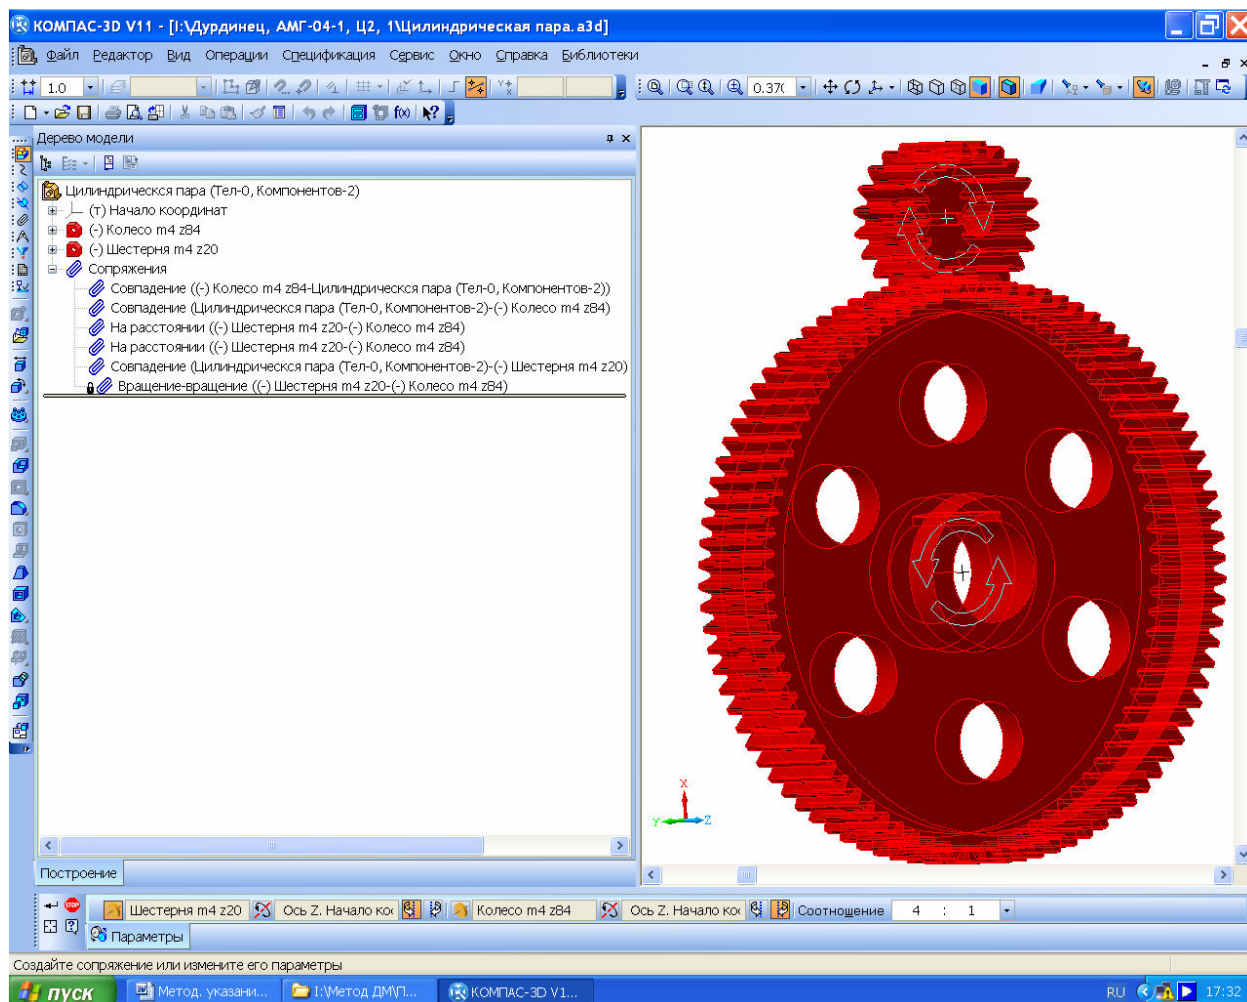 КОМПАС-3D V11 - [I:\Дурдинец, АМГ-04-1, Ц2, 1\Цилиндрическая пара.a3d]
Файл Редактор Вид Операции Спецификация Сервис Окно Справка Библиотеки
1.0 0.37(
f(x)
Дерево модели
Цилиндрическся пара (Тел-0, Компонентов-2)
(т) Начало координат
(-) Колесо m4 z84
(-) Шестерня m4 z20
Сопряжения
Совпадение ((-) Колесо m4 z84-Цилиндрическся пара (Тел-0, Компонентов-2))
Совпадение (Цилиндрическся пара (Тел-0, Компонентов-2)-(-) Колесо m4 z84)
На расстоянии ((-) Шестерня m4 z20-(-) Колесо m4 z84)
На расстоянии ((-) Шестерня m4 z20-(-) Колесо m4 z84)
Совпадение (Цилиндрическся пара (Тел-0, Компонентов-2)-(-) Шестерня m4 z20)
Вращение-вращение ((-) Шестерня m4 z20-(-) Колесо m4 z84)
X
Y Z
Построение
STOP Шестерня m4 z20 Ось Z. Начало коо Колесо m4 z84 Ось Z. Начало коо Соотношение 4 : 1
Параметры
Создайте сопряжение или измените его параметры
пуск Метод. указани... I:\Метод ДМ\П... КОМПАС-3D V1... RU 17:32